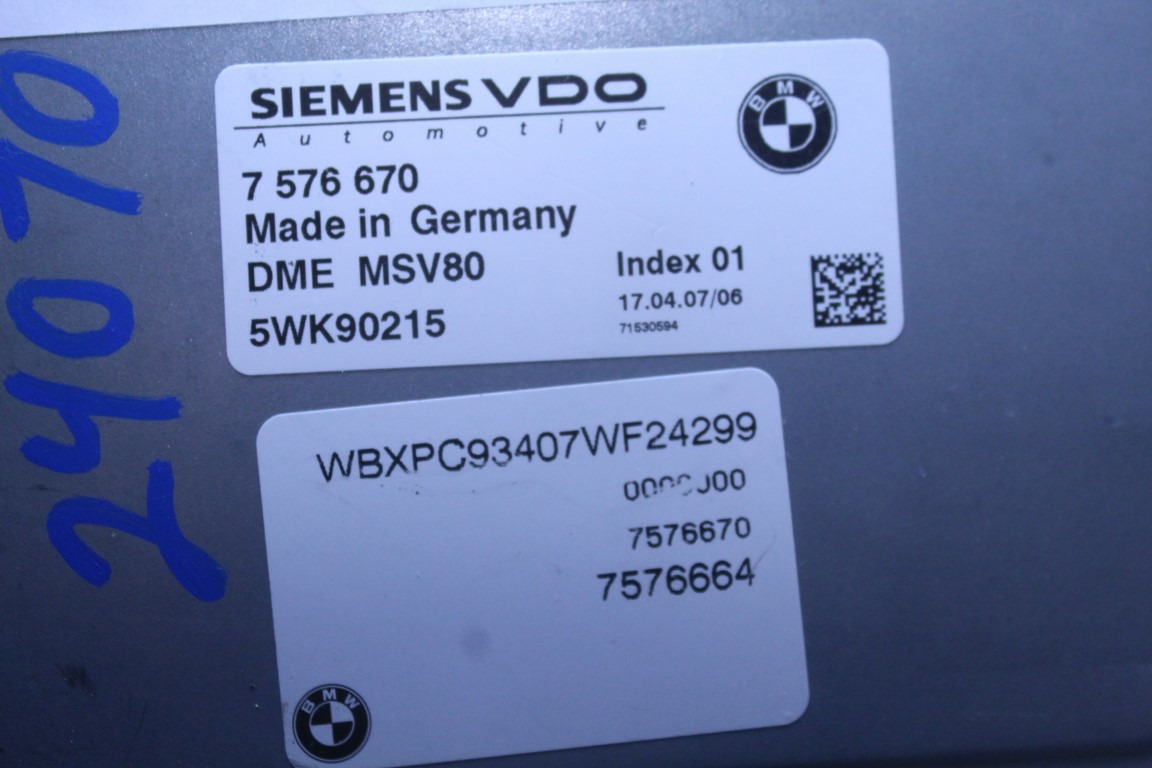 SIEMENS VDO
Automotive
BMW
7 576 670
Made in Germany
DME MSV80
Index 01
17.04.07/06
5WK90215
71530594
WBXPC93407WF24299
7576670
7576664
BMW
24070